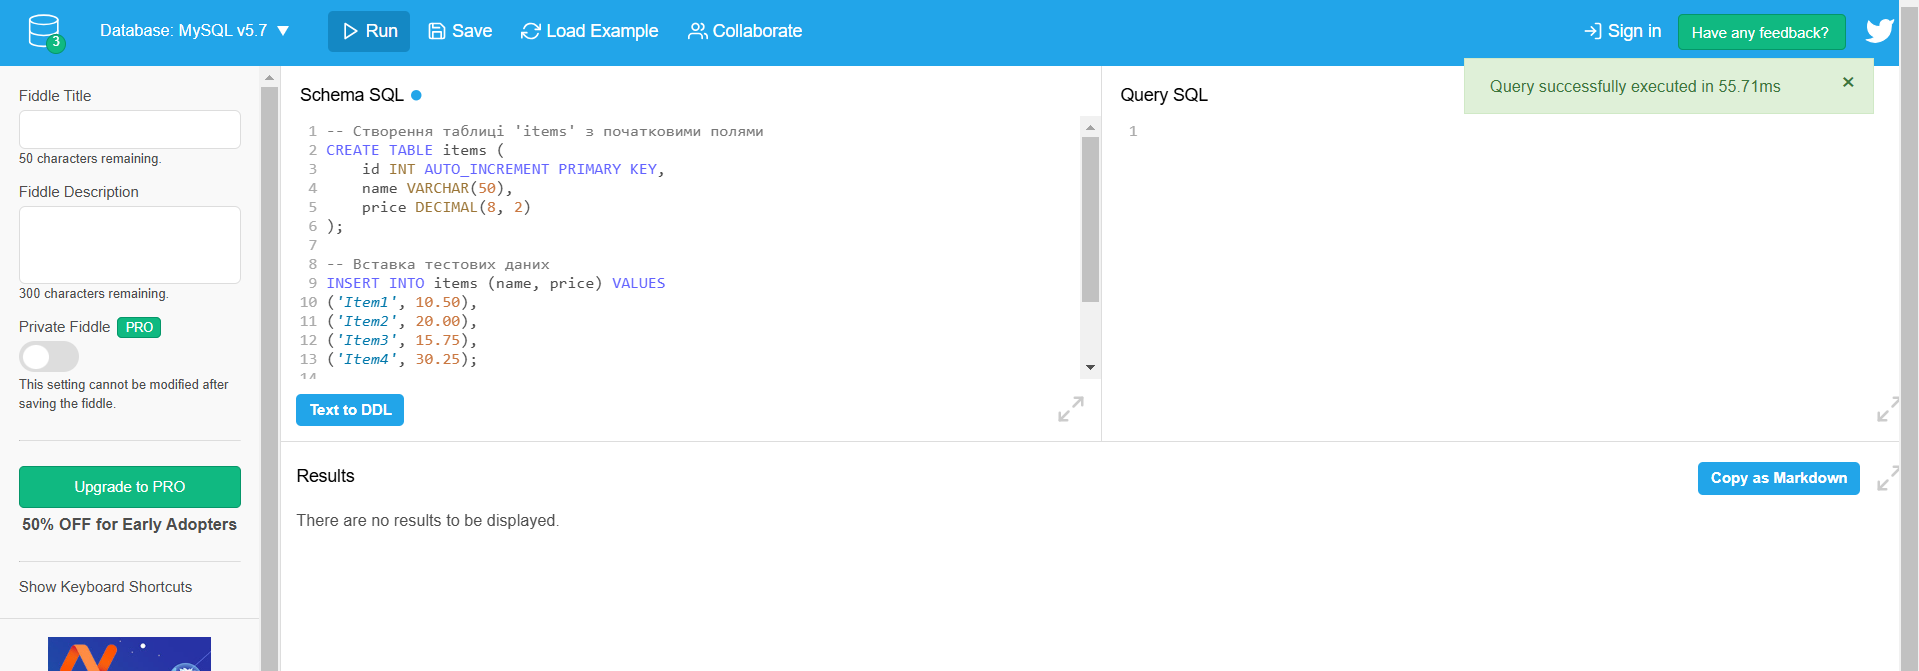 3
Database: MySQL v5.7
Run
Save
Load Example
Collaborate
Sign in
Have any feedback?
Query successfully executed in 55.71ms
Fiddle Title
50 characters remaining.
Fiddle Description
300 characters remaining.
Private Fiddle PRO
This setting cannot be modified after
saving the fiddle.
Upgrade to PRO
50% OFF for Early Adopters
Show Keyboard Shortcuts
Schema SQL
1 -- Створення таблиці 'items' з початковими полями
2 CREATE TABLE items (
3 id INT AUTO_INCREMENT PRIMARY KEY,
4 name VARCHAR(50),
5 price DECIMAL(8, 2)
6 );
7
8 -- Вставка тестових даних
9 INSERT INTO items (name, price) VALUES
10 ('Item1', 10.50),
11 ('Item2', 20.00),
12 ('Item3', 15.75),
13 ('Item4', 30.25);
14
Text to DDL
Query SQL
1
Results
Copy as Markdown
There are no results to be displayed.